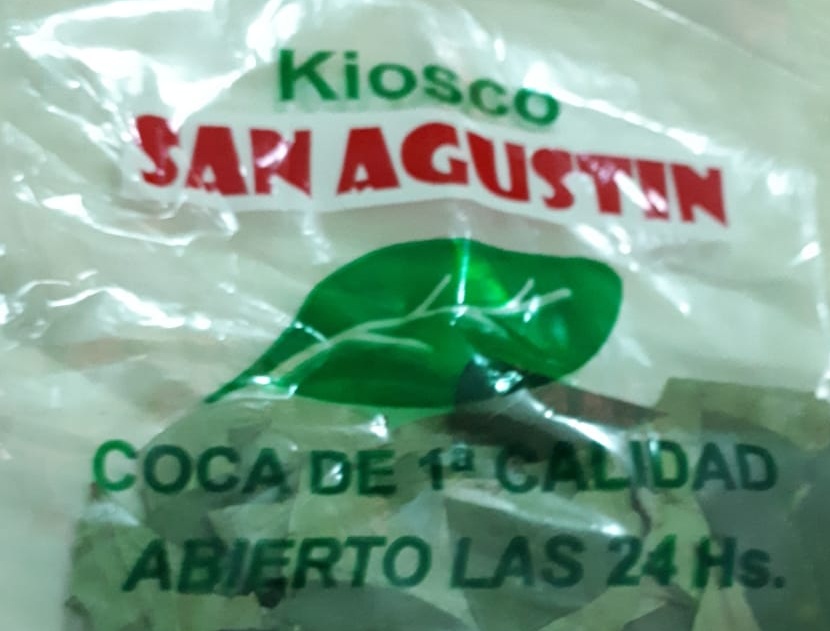 Kiosco
SAN AGUSTIN
COCA DE 1ª CALIDAD
ABIERTO LAS 24 Hs.